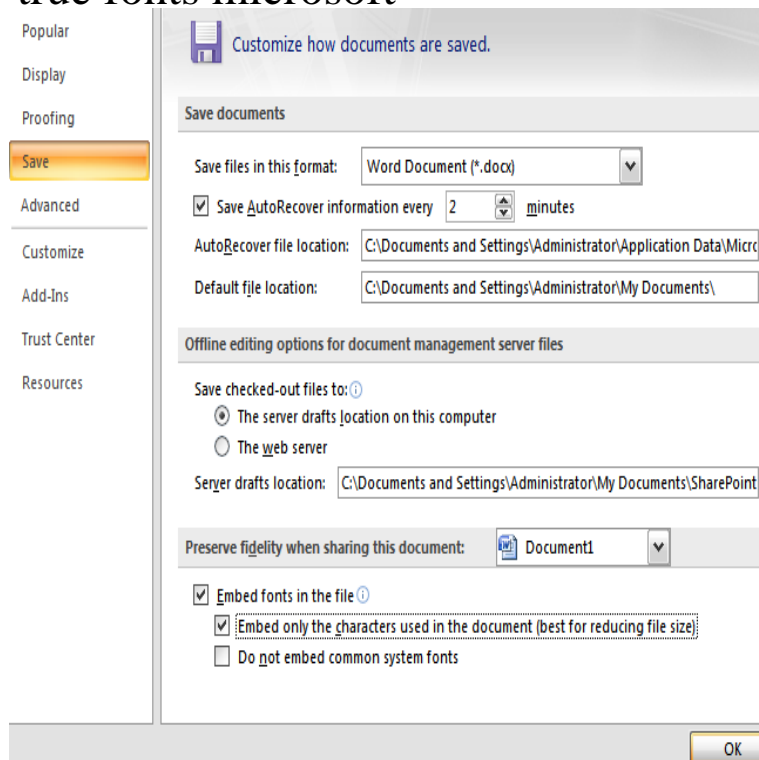 true fonts microsoft
Popular
Display
Proofing
Save
Advanced
Customize
Add-Ins
Trust Center
Resources
Customize how documents are saved.
Save documents
Save files in this format: Word Document (*.docx)
Save AutoRecover information every 2 minutes
AutoRecover file location: C:\Documents and Settings\Administrator\Application Data\Micro
Default file location: C:\Documents and Settings\Administrator\My Documents\
Offline editing options for document management server files
Save checked-out files to:
The server drafts location on this computer
The web server
Server drafts location: C:\Documents and Settings\Administrator\My Documents\SharePoint
Preserve fidelity when sharing this document: Document1
Embed fonts in the file
Embed only the characters used in the document (best for reducing file size)
Do not embed common system fonts
OK